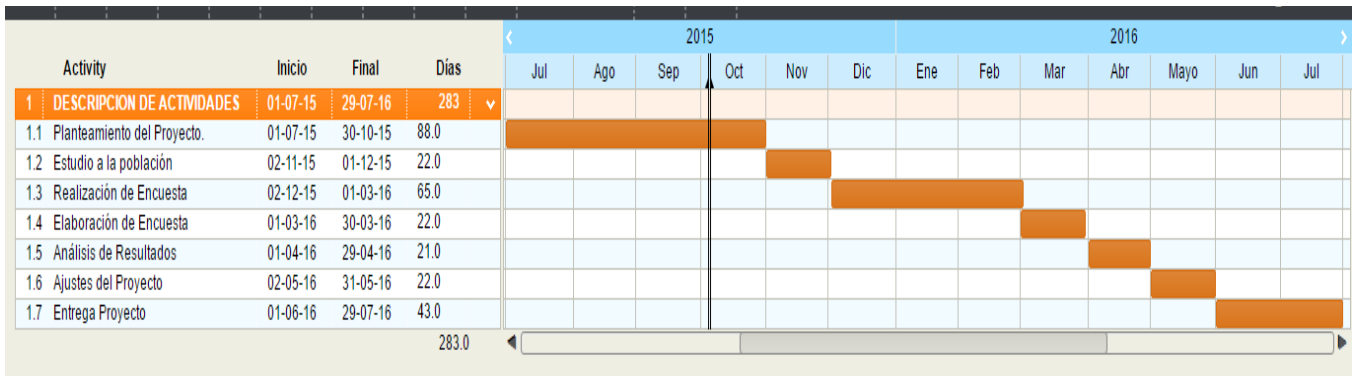 2015 2016
Activity Inicio Final Días Jul Ago Sep Oct Nov Dic Ene Feb Mar Abr Mayo Jun Jul
1 DESCRIPCION DE ACTIVIDADES 01-07-15 29-07-16 283
1.1 Planteamiento del Proyecto. 01-07-15 30-10-15 88.0
1.2 Estudio a la población 02-11-15 01-12-15 22.0
1.3 Realización de Encuesta 02-12-15 01-03-16 65.0
1.4 Elaboración de Encuesta 01-03-16 30-03-16 22.0
1.5 Análisis de Resultados 01-04-16 29-04-16 21.0
1.6 Ajustes del Proyecto 02-05-16 31-05-16 22.0
1.7 Entrega Proyecto 01-06-16 29-07-16 43.0
283.0